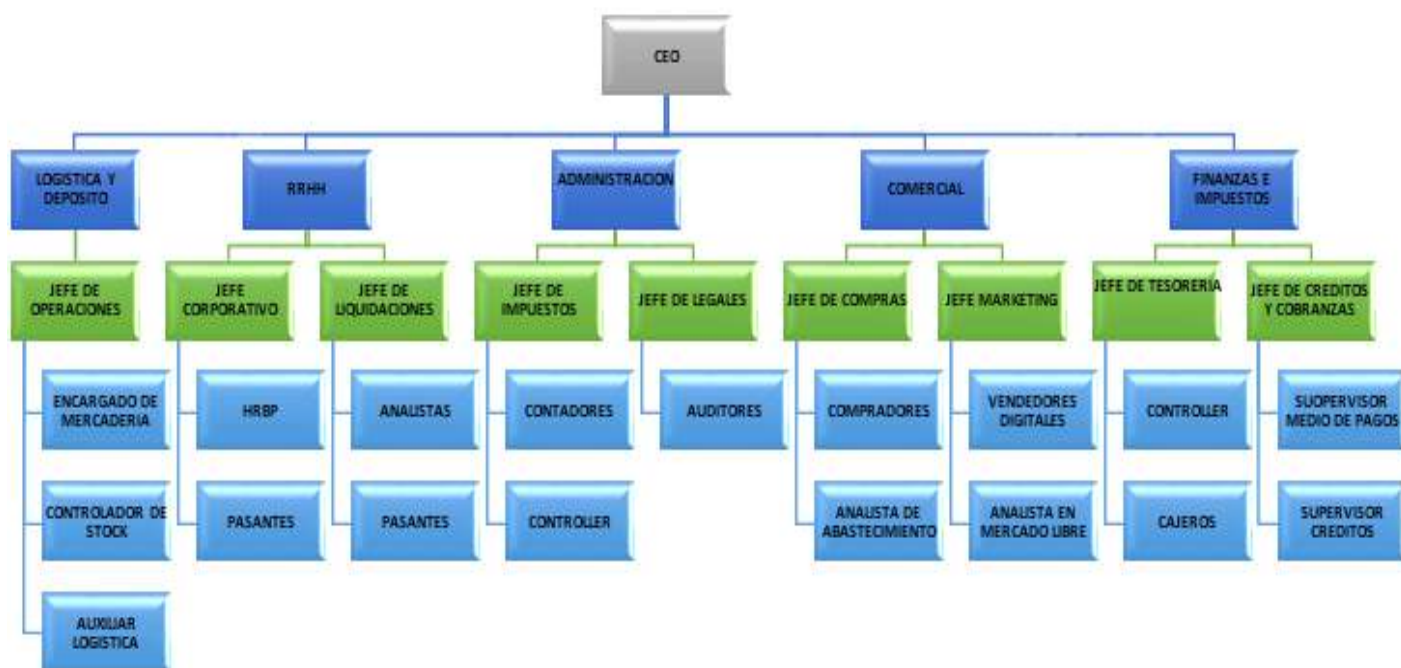 CEO
LOGISTICA Y
DEPOSITO
RRHH
ADMINISTRACION
COMERCIAL
FINANZAS E
IMPUESTOS
JEFE DE
OPERACIONES
JEFE
CORPORATIVO
JEFE DE
LIQUIDACIONES
JEFE DE
IMPUESTOS
JEFE DE LEGALES
JEFE DE COMPRAS
JEFE MARKETING
JEFE DE TESORERÍA
JEFE DE CREDITOS
Y COBRANZAS
ENCARGADO DE
MERCADERIA
HRBP
ANALISTAS
CONTADORES
AUDITORES
COMPRADORES
VENDEDORES
DIGITALES
CONTROLLER
SUOPERVISOR
MEDIO DE PAGOS
CONTROLADOR DE
STOCK
PASANTES
PASANTES
CONTROLLER
ANALISTA DE
ABASTECIMIENTO
ANALISTA EN
MERCADO LIBRE
CAJEROS
SUPERVISOR
CREDITOS
AUXILIAR
LOGISTICA